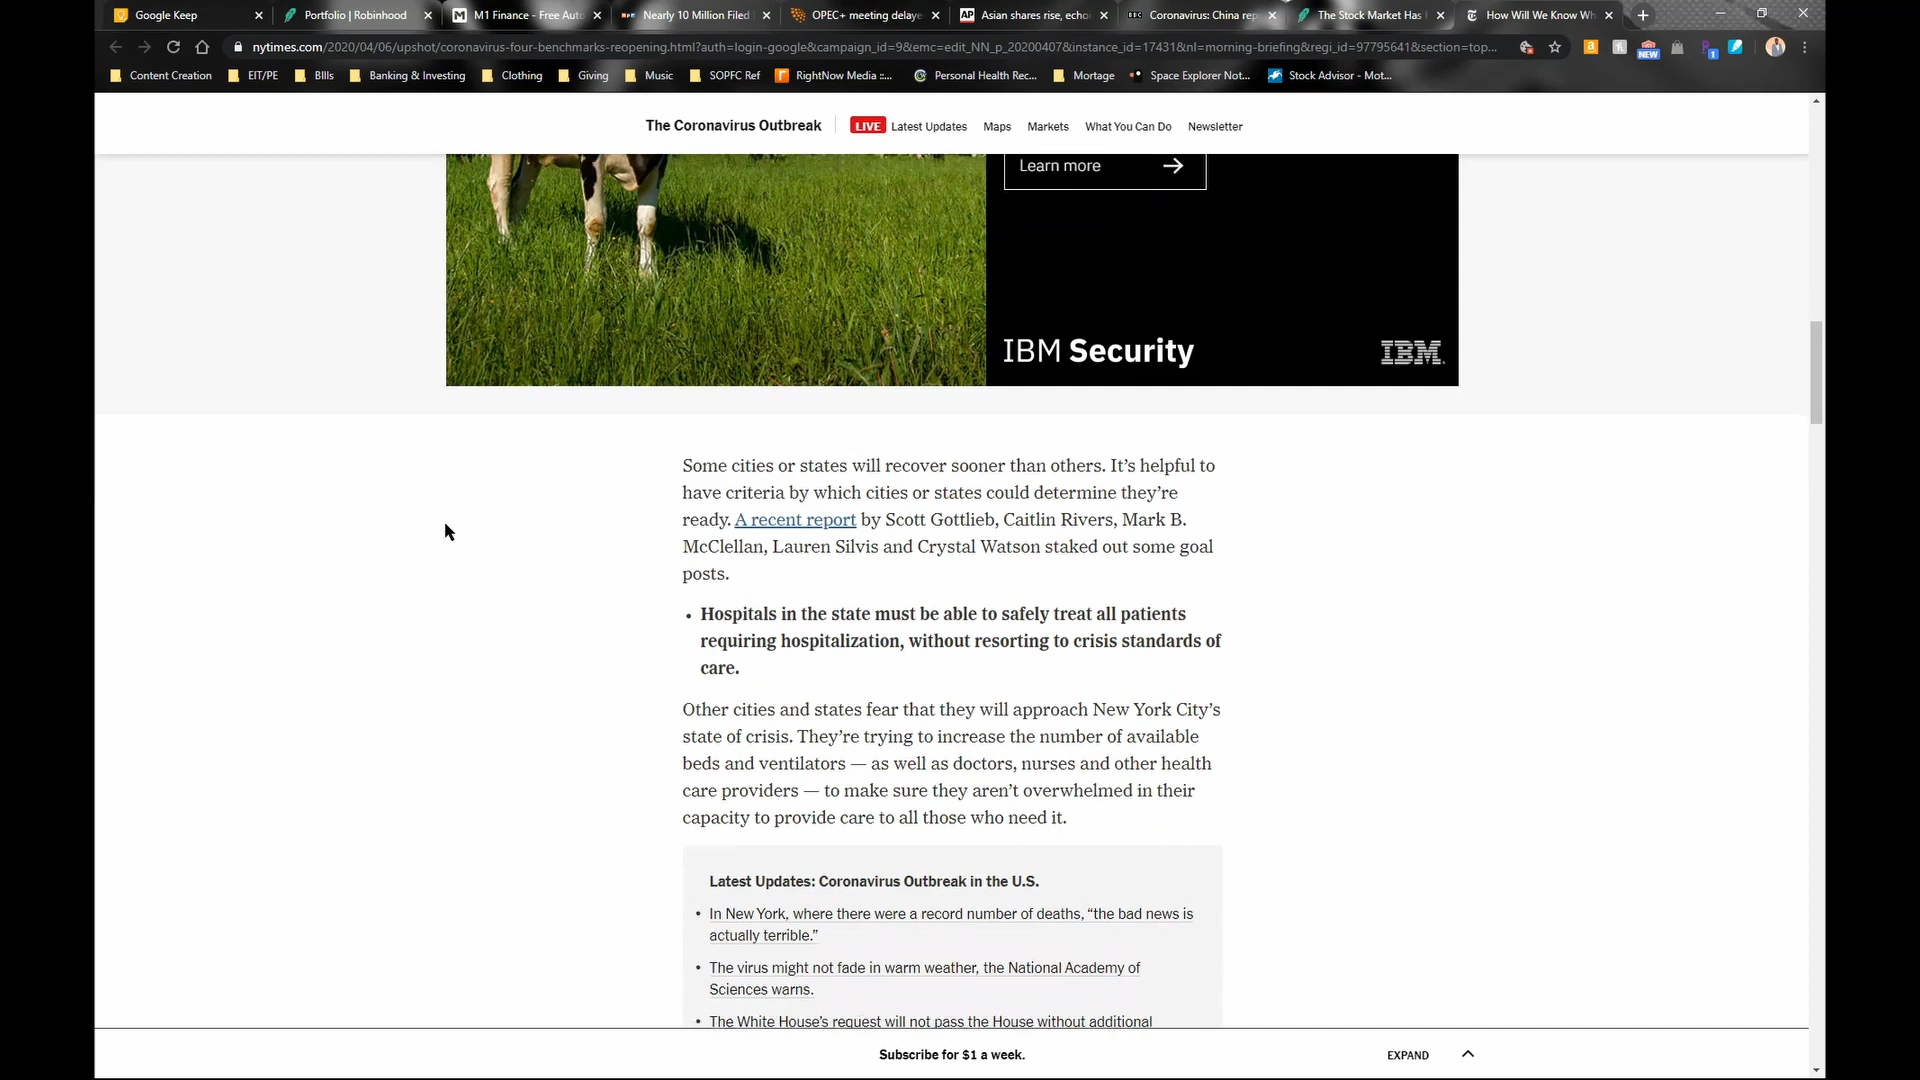 Google Keep
Portfolio | Robinhood
M1 Finance - Free Auto
Nearly 10 Million Filed
OPEC+ meeting delaye
Asian shares rise, echo
Coronavirus: China rep
The Stock Market Has
How Will We Know Wh
nytimes.com/2020/04/06/upshot/coronavirus-four-benchmarks-reopening.html?auth=login-google&campaign_id=9&emc=edit_NN_p_20200407&instance_id=17431&nl=morning-briefing&regi_id=97795641&section=top...
NEW
1
Content Creation
EIT/PE
BIlls
Banking & Investing
Clothing
Giving
Music
SOPFC Ref
RightNow Media ::...
Personal Health Rec...
Mortage
Space Explorer Not...
Stock Advisor - Mot...
The Coronavirus Outbreak
LIVE Latest Updates
Maps
Markets
What You Can Do
Newsletter
Learn more
IBM Security
IBM
Some cities or states will recover sooner than others. It’s helpful to
have criteria by which cities or states could determine they’re
ready. A recent report by Scott Gottlieb, Caitlin Rivers, Mark B.
McClellan, Lauren Silvis and Crystal Watson staked out some goal
posts.
• Hospitals in the state must be able to safely treat all patients
requiring hospitalization, without resorting to crisis standards of
care.
Other cities and states fear that they will approach New York City’s
state of crisis. They’re trying to increase the number of available
beds and ventilators — as well as doctors, nurses and other health
care providers — to make sure they aren’t overwhelmed in their
capacity to provide care to all those who need it.
Latest Updates: Coronavirus Outbreak in the U.S.
• In New York, where there were a record number of deaths, “the bad news is
actually terrible.”
• The virus might not fade in warm weather, the National Academy of
Sciences warns.
• The White House’s request will not pass the House without additional
Subscribe for $1 a week.
EXPAND